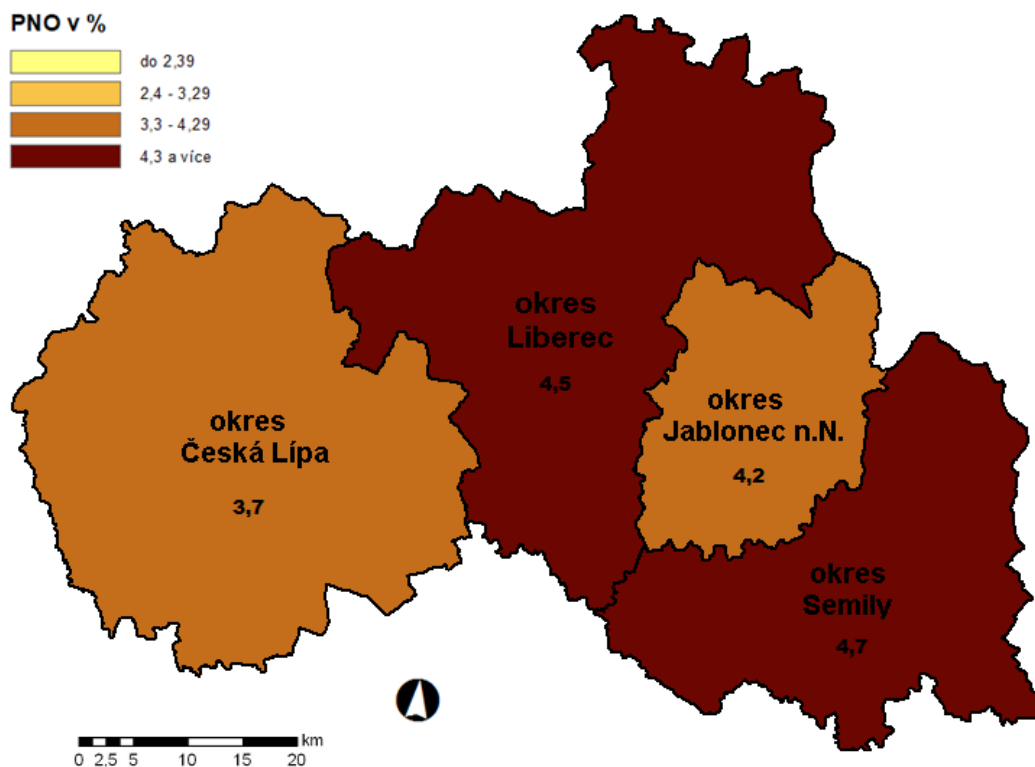 PNO v %
do 2,39
2,4 - 3,29
3,3 - 4,29
4,3 a více
okres
Liberec
4,5
okres
Jablonec n.N.
4,2
okres
Česká Lípa
3,7
okres
Semily
4,7
km
0 2,5 5 10 15 20